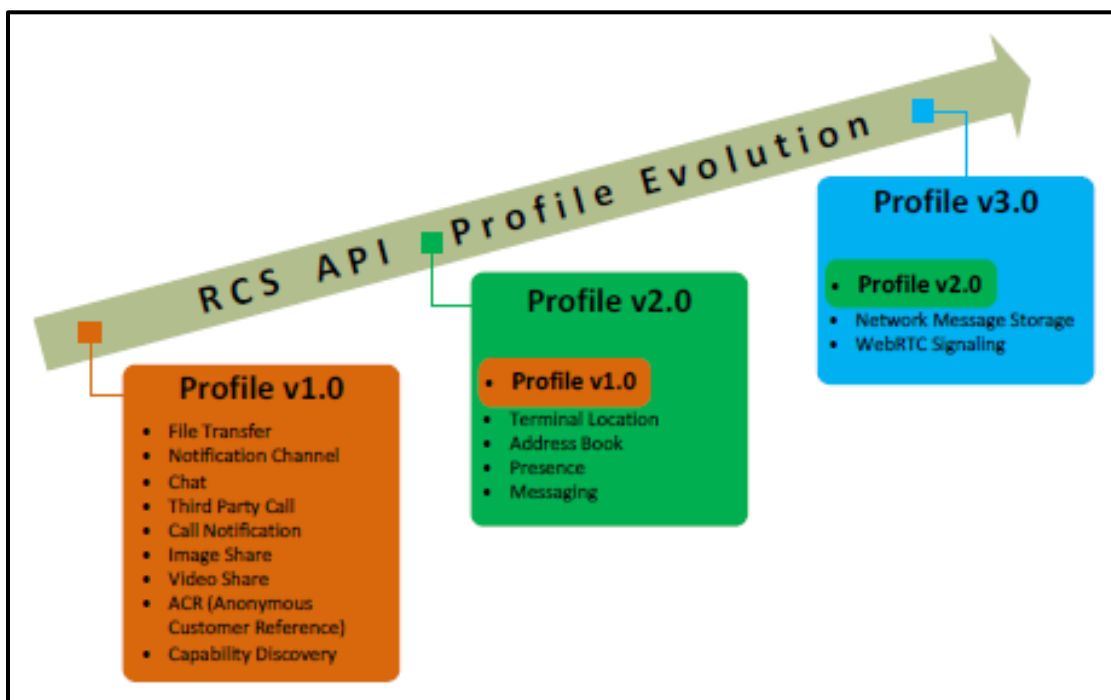 RCS API Profile Evolution
Profile v1.0
• File Transfer
• Notification Channel
• Chat
• Third Party Call
• Call Notification
• Image Share
• Video Share
• ACR (Anonymous
Customer Reference)
• Capability Discovery
Profile v2.0
• Profile v1.0
• Terminal Location
• Address Book
• Presence
• Messaging
Profile v3.0
• Profile v2.0
• Network Message Storage
• WebRTC Signaling